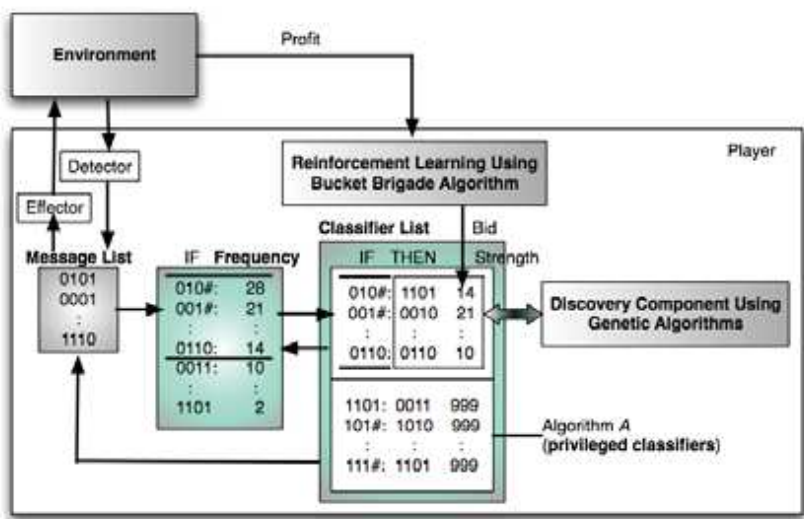 Environment
Profit
Player
Detector
Effector
Reinforcement Learning Using
Bucket Brigade Algorithm
Message List
0101
0001
:
1110
IF Frequency
010#: 28
001#: 21
: :
0110: 14
0011: 10
: :
1101 2
Classifier List
Bid
IF THEN Strength
010#: 1101 14
001#: 0010 21
: : :
0110: 0110 10
1101: 0011 999
101#: 1010 999
: : :
111#: 1101 999
Discovery Component Using
Genetic Algorithms
Algorithm A
(privileged classifiers)